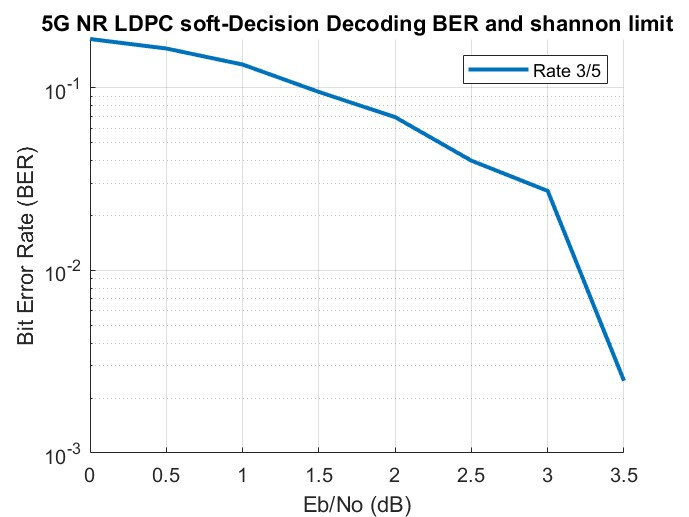 5G NR LDPC soft-Decision Decoding BER and shannon limit
Rate 3/5
Bit Error Rate (BER)
10^-1
10^-2
10^-3
0 0.5 1 1.5 2 2.5 3 3.5
Eb/No (dB)